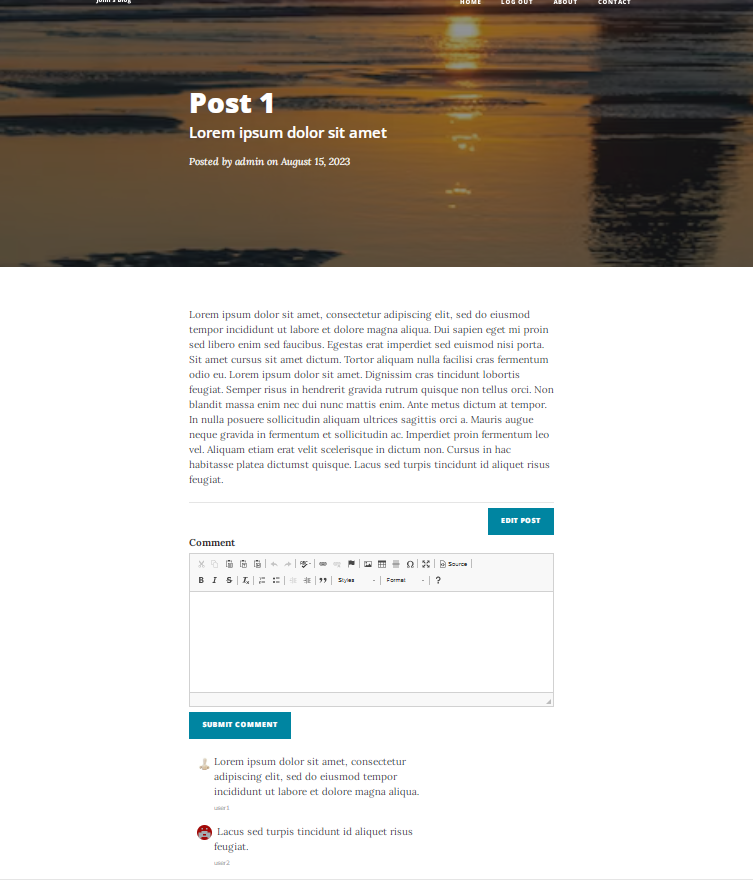 John's Blog
HOME LOG OUT ABOUT CONTACT
Post 1
Lorem ipsum dolor sit amet
Posted by admin on August 15, 2023
Lorem ipsum dolor sit amet, consectetur adipiscing elit, sed do eiusmod
tempor incididunt ut labore et dolore magna aliqua. Dui sapien eget mi proin
sed libero enim sed faucibus. Egestas erat imperdiet sed euismod nisi porta.
Sit amet cursus sit amet dictum. Tortor aliquam nulla facilisi cras fermentum
odio eu. Lorem ipsum dolor sit amet. Dignissim cras tincidunt lobortis
feugiat. Semper risus in hendrerit gravida rutrum quisque non tellus orci. Non
blandit massa enim nec dui nunc mattis enim. Ante metus dictum at tempor.
In nulla posuere sollicitudin aliquam ultrices sagittis orci a. Mauris augue
neque gravida in fermentum et sollicitudin ac. Imperdiet proin fermentum leo
vel. Aliquam etiam erat velit scelerisque in dictum non. Cursus in hac
habitasse platea dictumst quisque. Lacus sed turpis tincidunt id aliquet risus
feugiat.
EDIT POST
Comment
Source
B I S Styles Format ?
SUBMIT COMMENT
Lorem ipsum dolor sit amet, consectetur
adipiscing elit, sed do eiusmod tempor
incididunt ut labore et dolore magna aliqua.
user1
Lacus sed turpis tincidunt id aliquet risus
feugiat.
user2